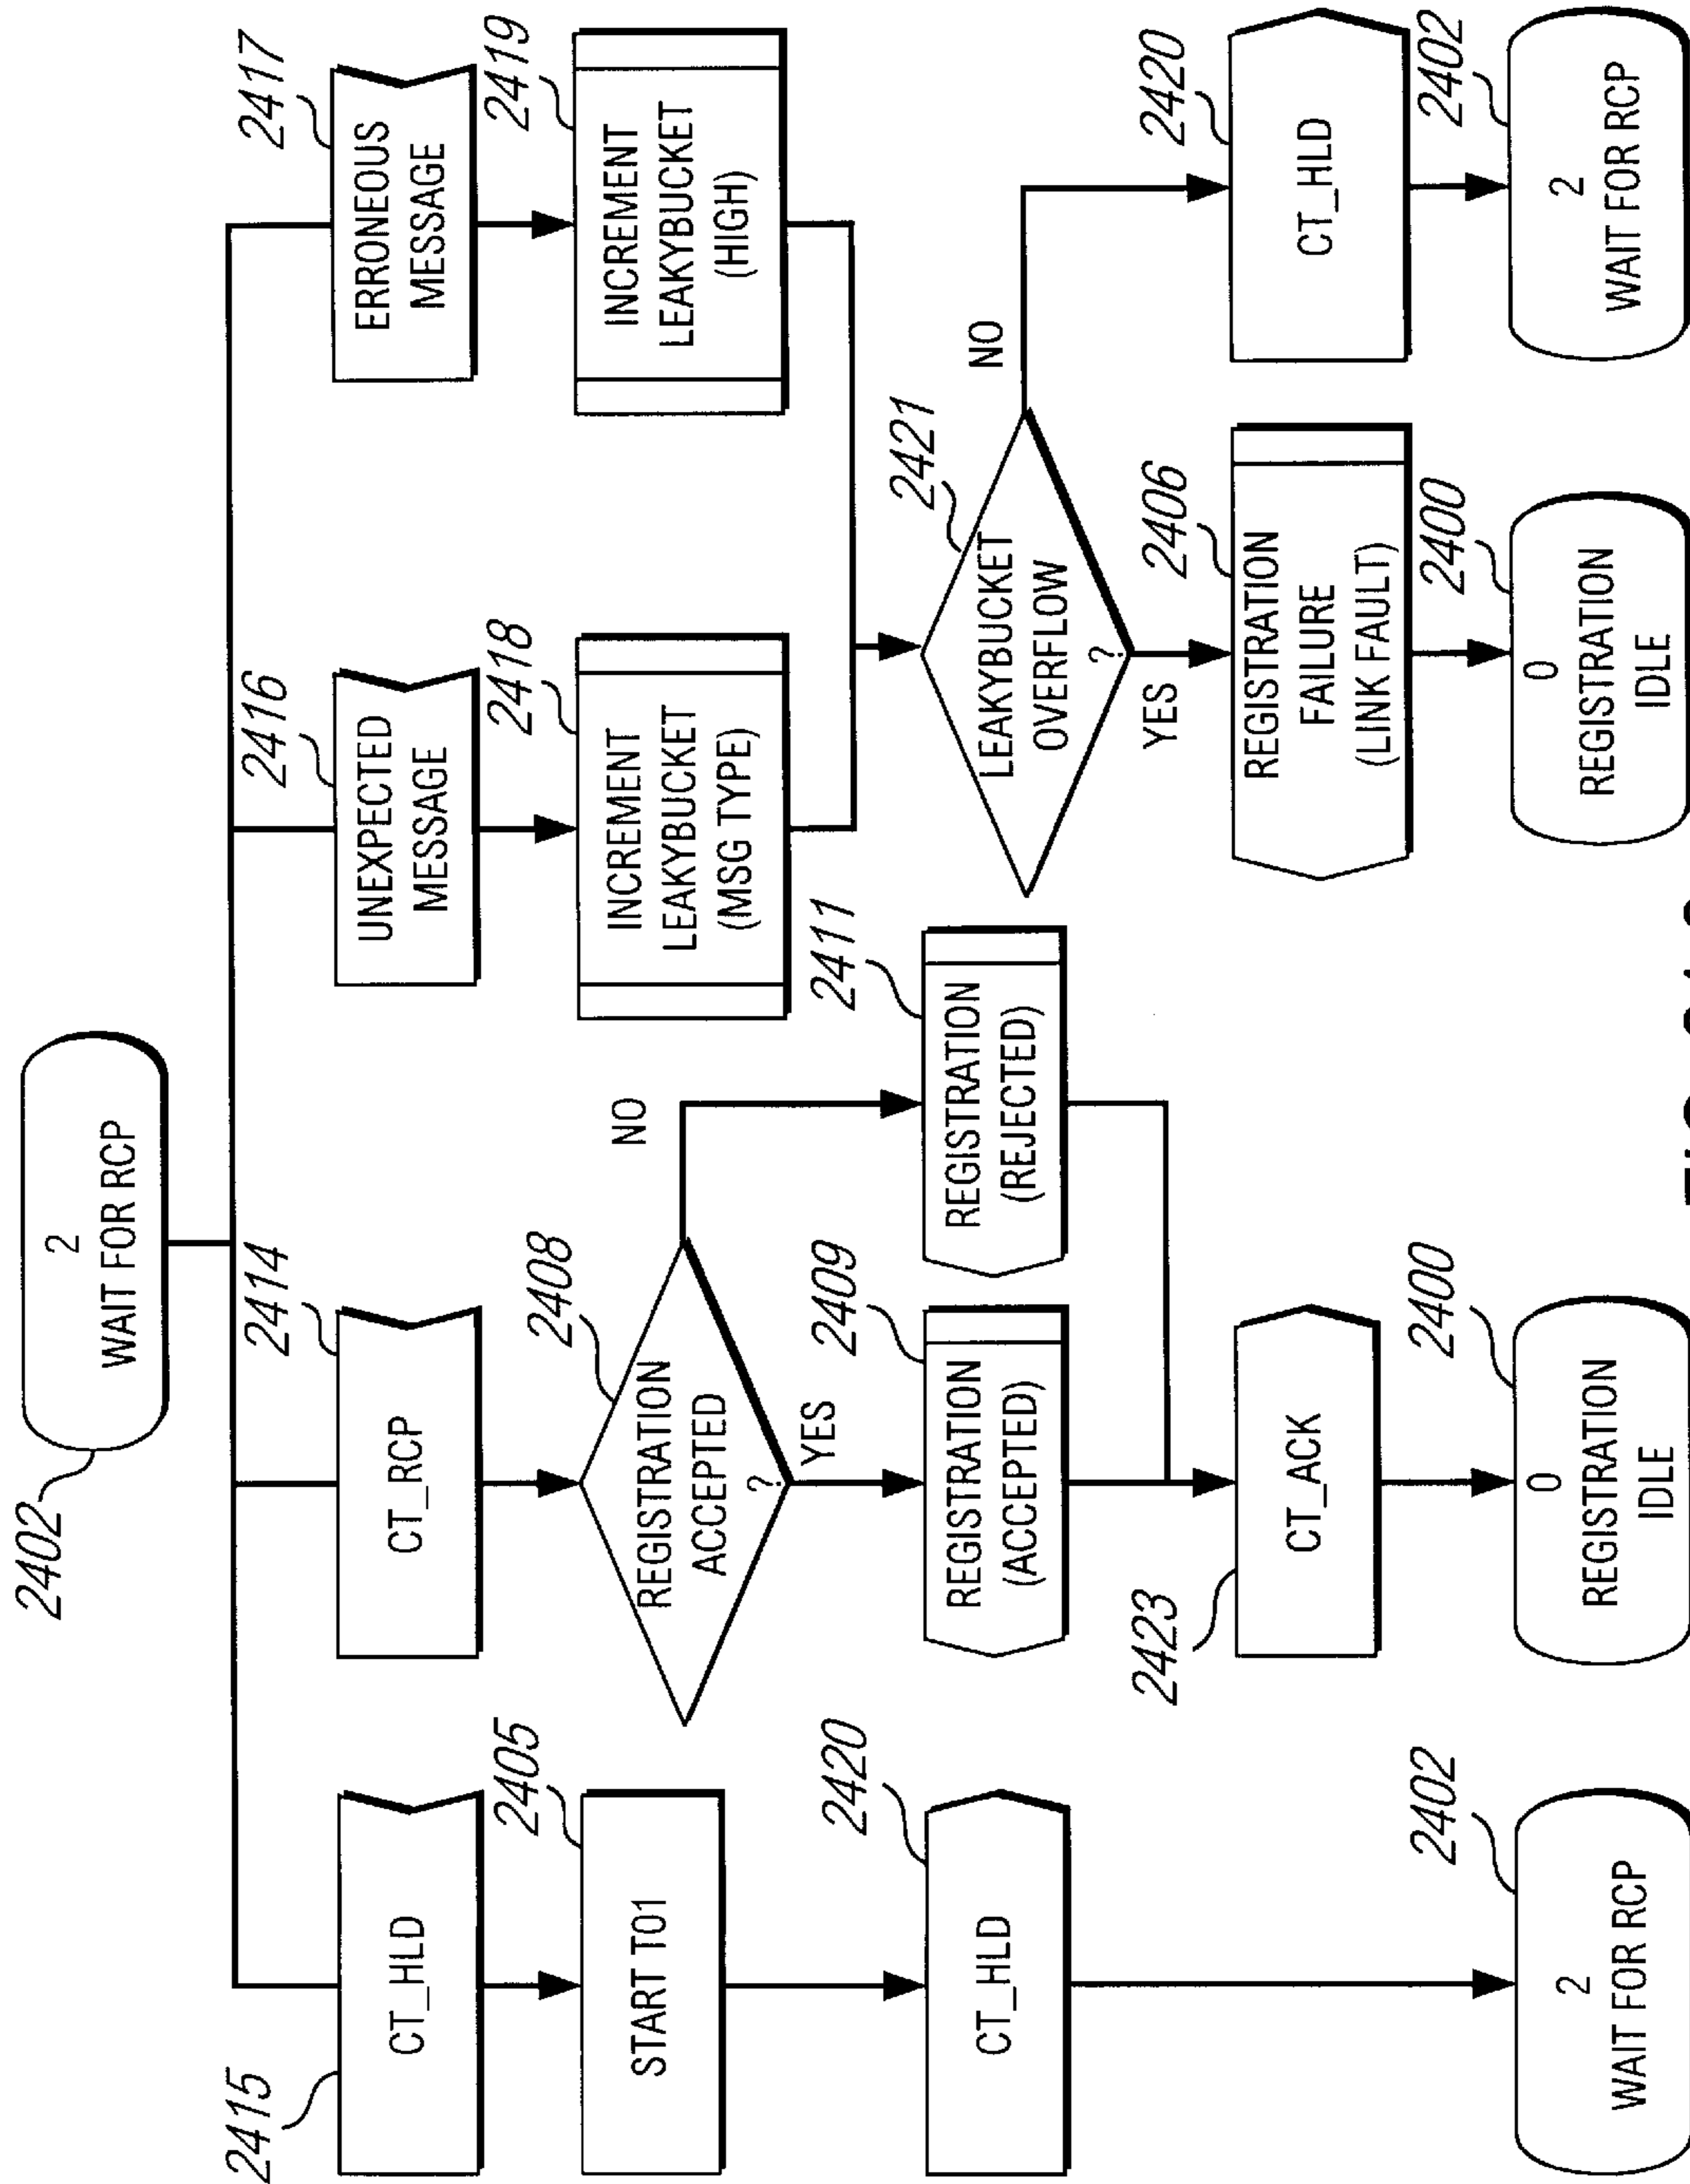 2402
2
WAIT FOR RCP
2415
CT_HLD
2414
CT_RCP
2416
UNEXPECTED
MESSAGE
2417
ERRONEOUS
MESSAGE
2405
START T01
2408
REGISTRATION
ACCEPTED
?
NO
YES
2418
INCREMENT
LEAKYBUCKET
(MSG TYPE)
2419
INCREMENT
LEAKYBUCKET
(HIGH)
2420
CT_HLD
2409
REGISTRATION
(ACCEPTED)
2411
REGISTRATION
(REJECTED)
2421
LEAKYBUCKET
OVERFLOW
?
NO
YES
2423
CT_ACK
2406
REGISTRATION
FAILURE
(LINK FAULT)
2420
CT_HLD
2402
2
WAIT FOR RCP
2400
0
REGISTRATION
IDLE
2400
0
REGISTRATION
IDLE
2402
2
WAIT FOR RCP